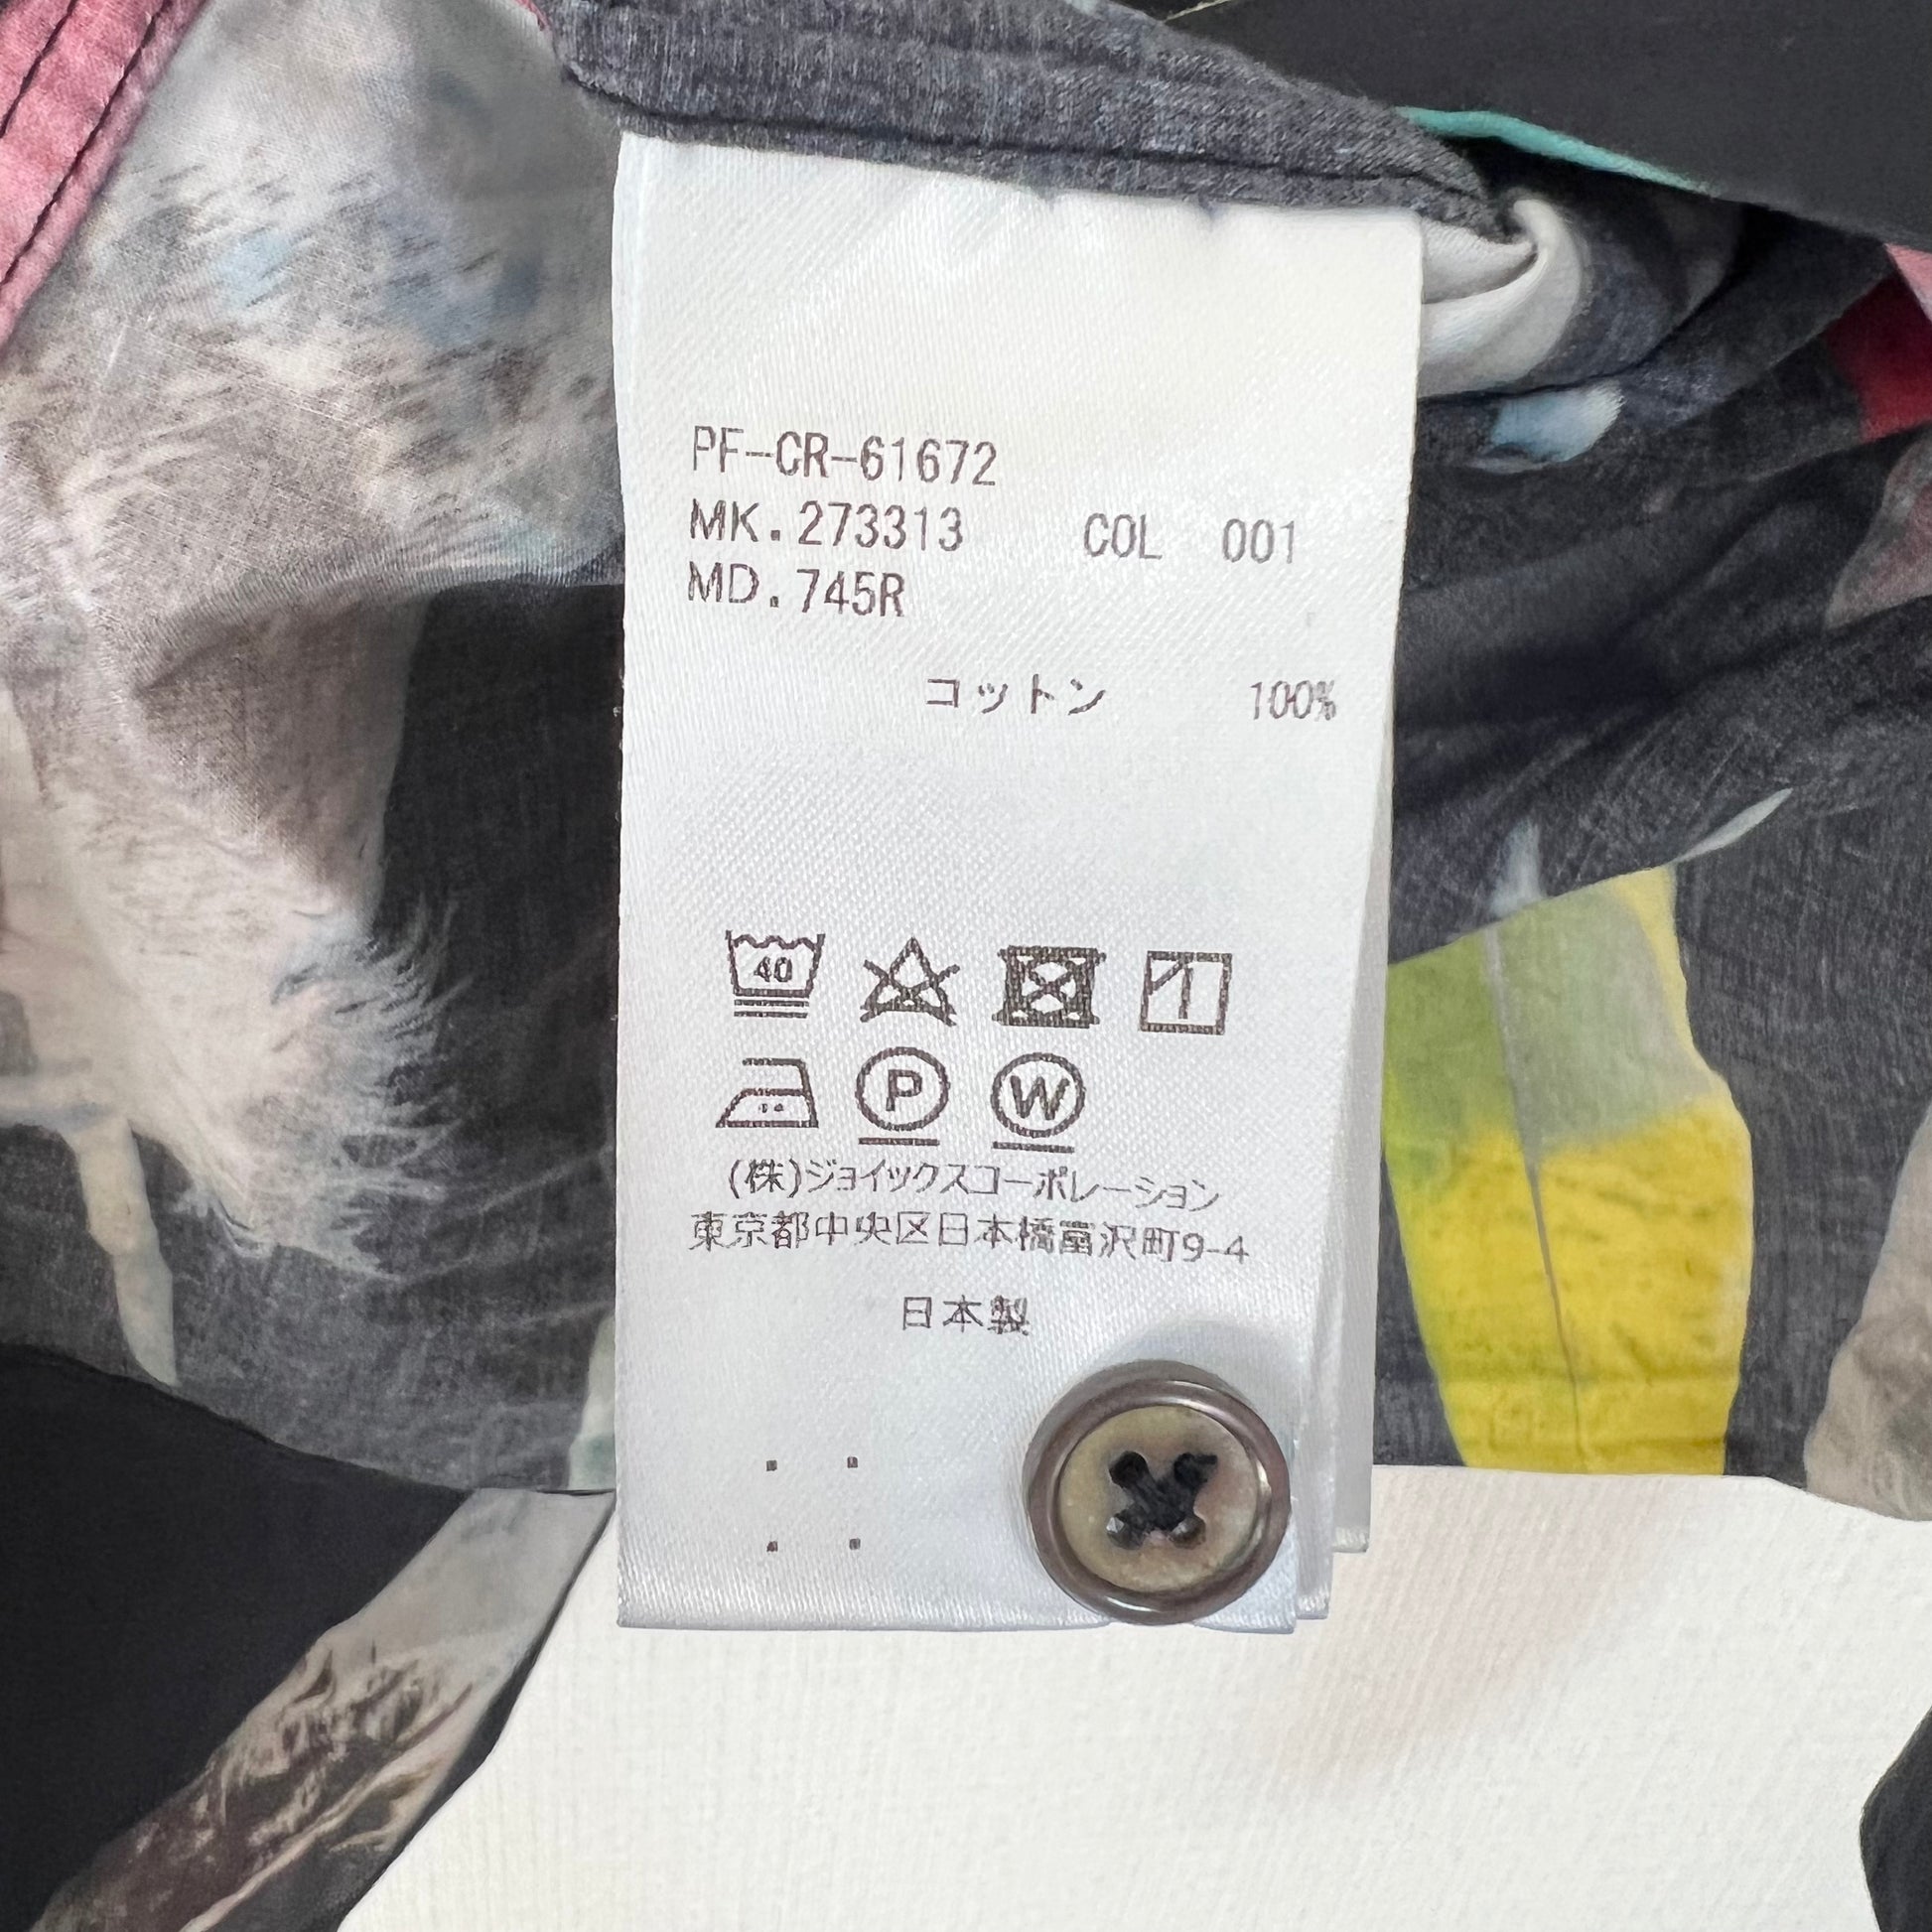 PF-CR-61672
MK.273313 COL 001
MD.745R
コットン 100%
40
P W
(株)ジョイックスコーポレーション
東京都中央区日本橋富沢町9-4
日本製